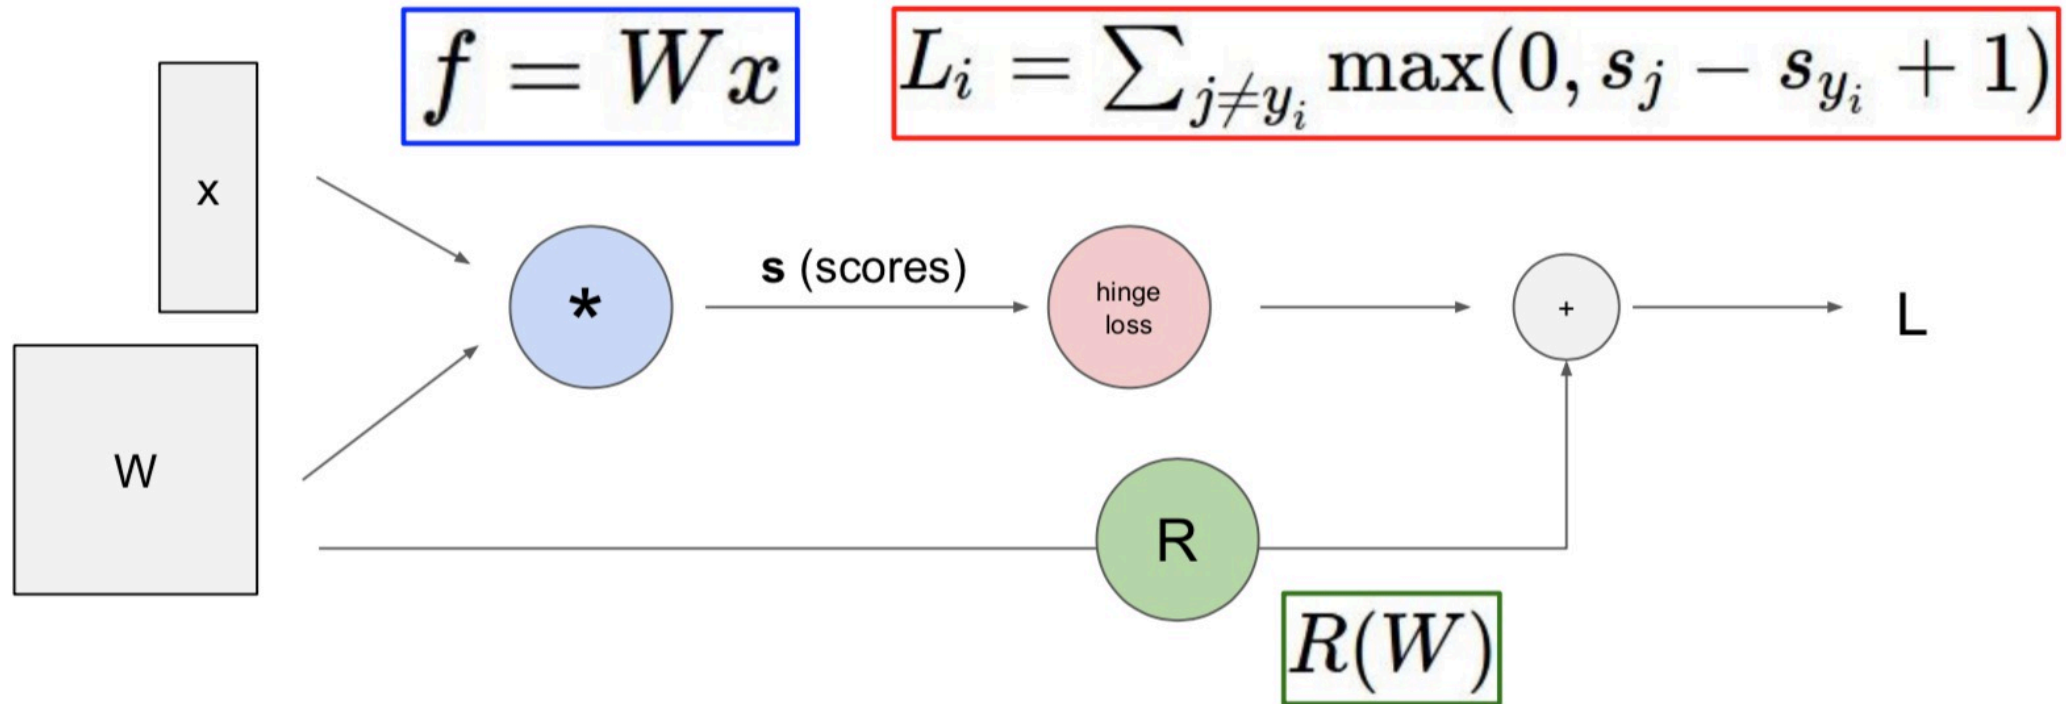 f = Wx
L_i = ∑_{j≠y_i} max(0, s_j − s_{y_i} + 1)
x
*
s (scores)
hinge
loss
+
L
W
R
R(W)